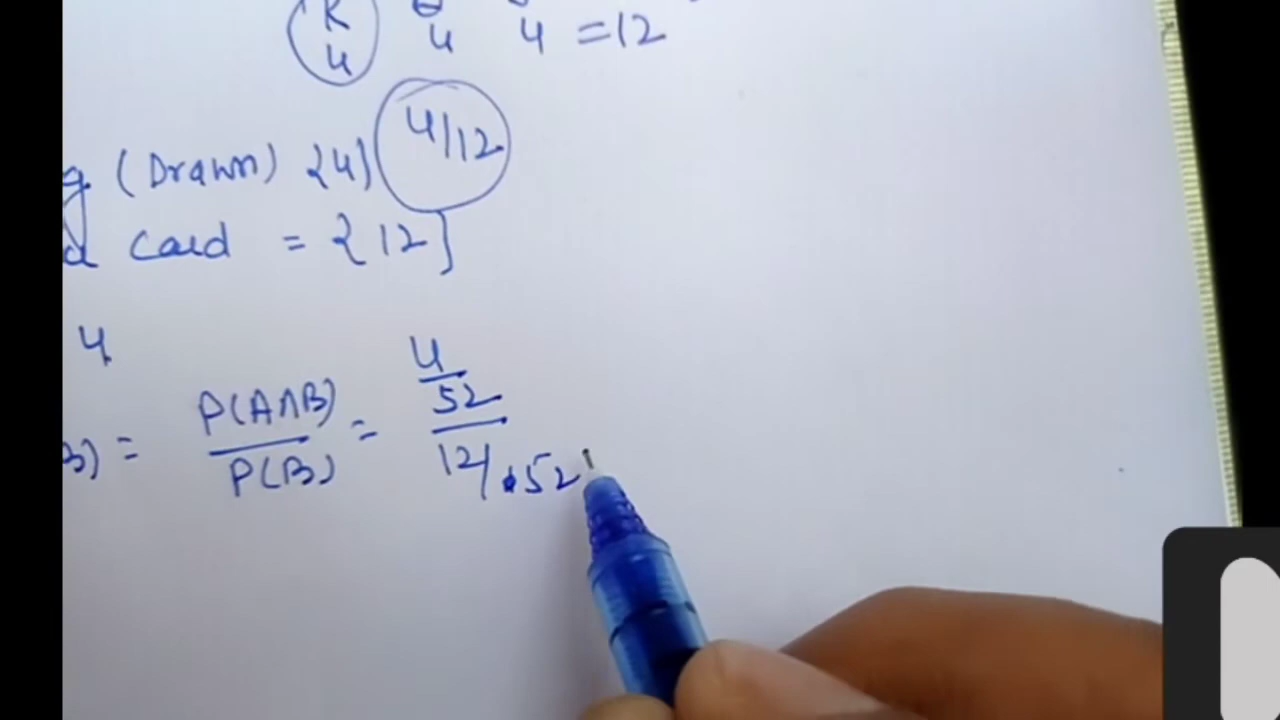 K
4 4 4 =12
g (Drawn) {4} 4/12
d Card = {12}
4
B) = P(A∩B) / P(B) = 4/52 / 12/52